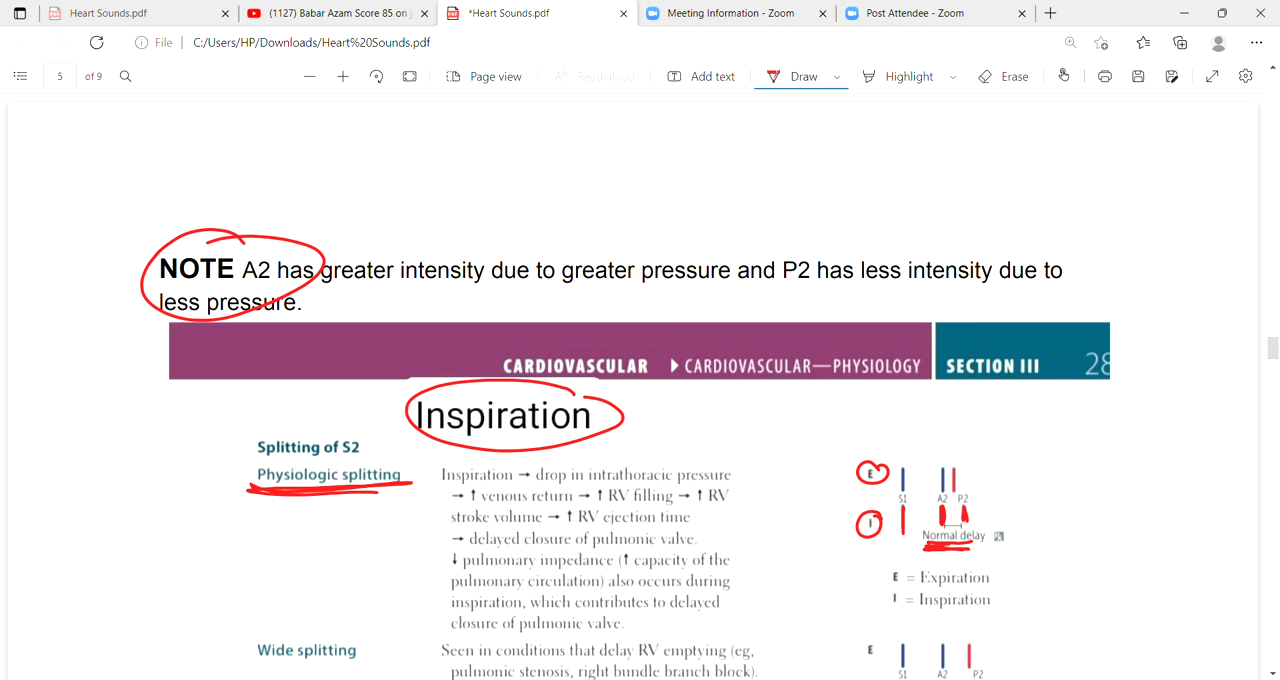 Heart Sounds.pdf
(1127) Babar Azam Score 85 on
*Heart Sounds.pdf
Meeting Information - Zoom
Post Attendee - Zoom
File C:/Users/HP/Downloads/Heart%20Sounds.pdf
5 of 9
Page view
Read aloud
Add text
Draw
Highlight
Erase
NOTE A2 has greater intensity due to greater pressure and P2 has less intensity due to
less pressure.
CARDIOVASCULAR ▶ CARDIOVASCULAR—PHYSIOLOGY SECTION III 28
Inspiration
Splitting of S2
Physiologic splitting
Inspiration → drop in intrathoracic pressure
→ ↑ venous return → ↑ RV filling → ↑ RV
stroke volume → ↑ RV ejection time
→ delayed closure of pulmonic valve.
↓ pulmonary impedance (↑ capacity of the
pulmonary circulation) also occurs during
inspiration, which contributes to delayed
closure of pulmonic valve.
E
S1 A2 P2
I
Normal delay
E = Expiration
I = Inspiration
Wide splitting
Seen in conditions that delay RV emptying (eg,
pulmonic stenosis, right bundle branch block).
E
S1 A2 P2